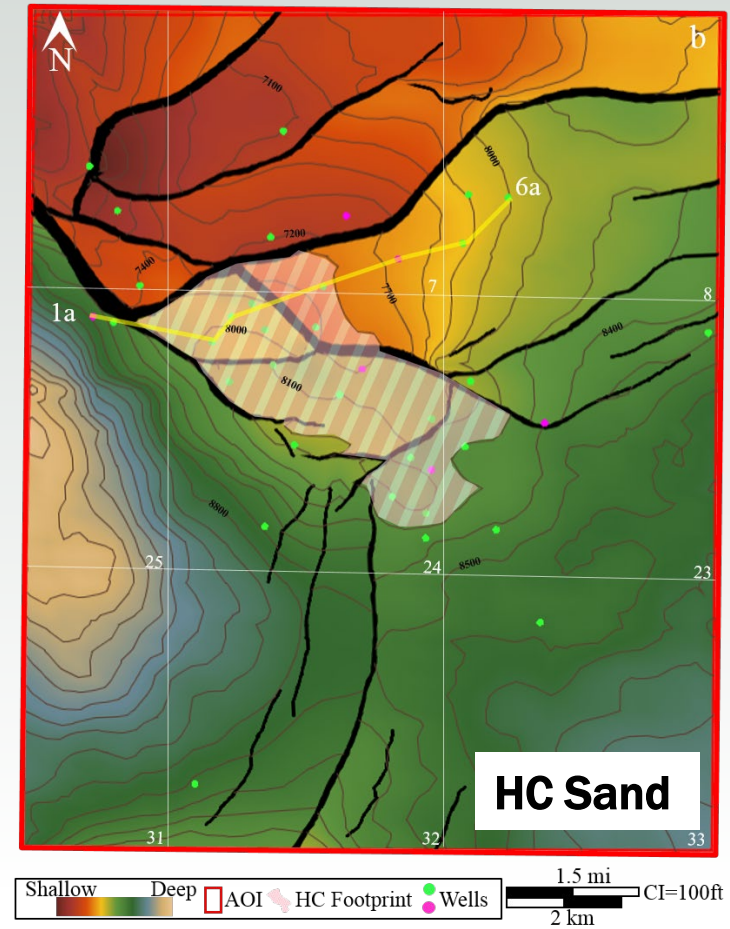 b
N
7100
8000
6a
7200
7400
7
8
7700
1a
8000
8400
8100
8800
25
24
8500
23
HC Sand
31
32
33
Shallow Deep AOI HC Footprint Wells
1.5 mi
CI=100ft
2 km